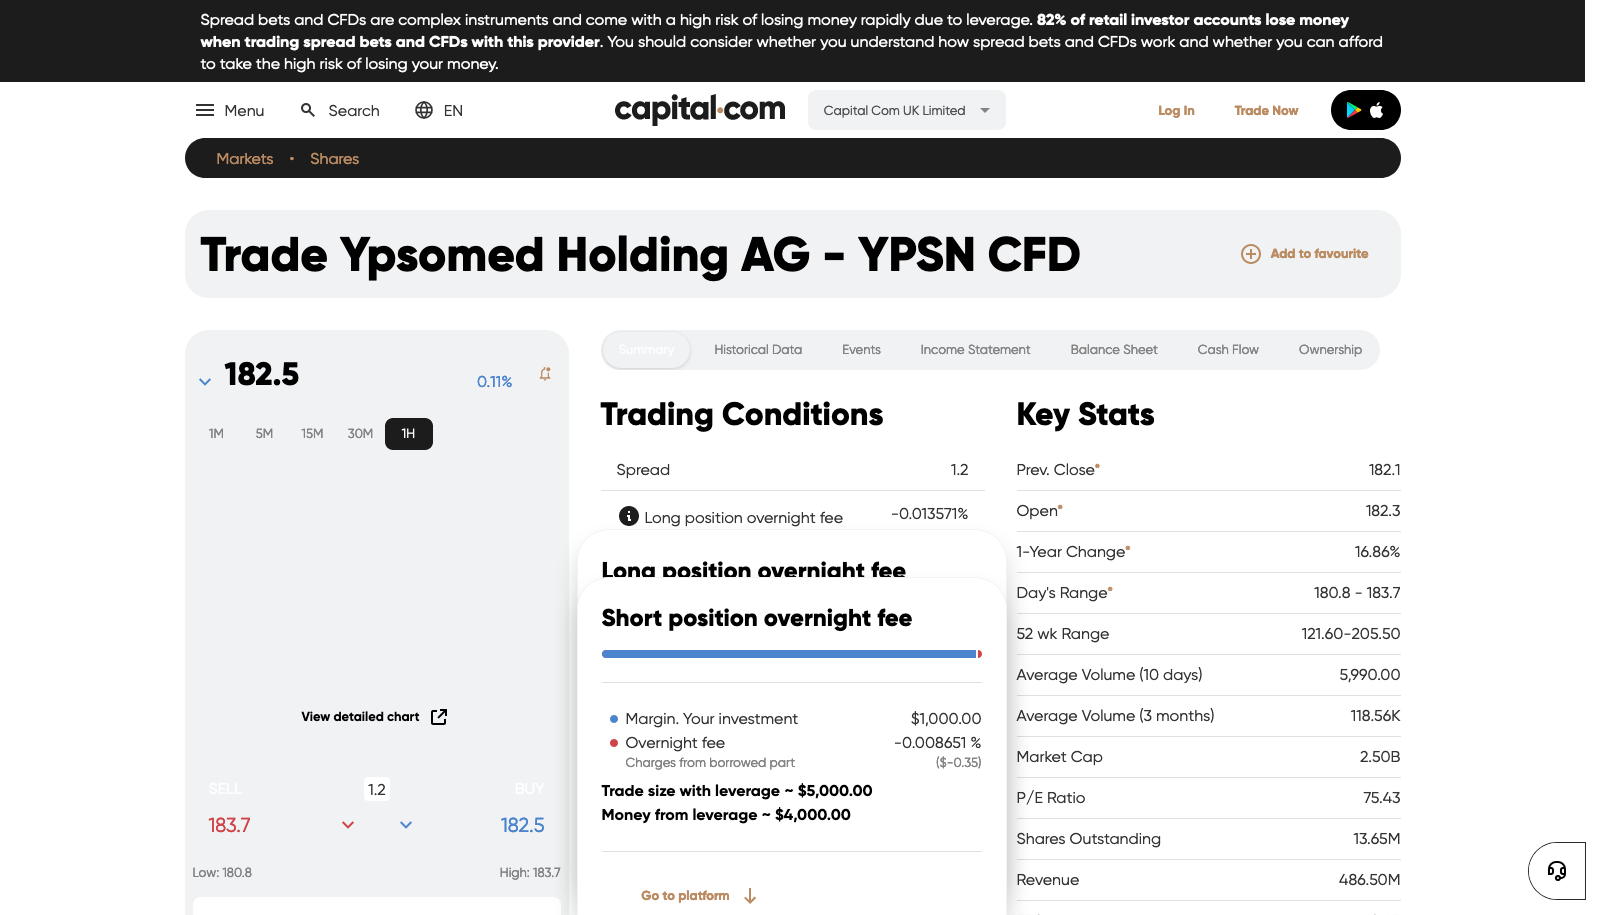 Spread bets and CFDs are complex instruments and come with a high risk of losing money rapidly due to leverage. 82% of retail investor accounts lose money
when trading spread bets and CFDs with this provider. You should consider whether you understand how spread bets and CFDs work and whether you can afford
to take the high risk of losing your money.
Menu Search EN capital.com Capital Com UK Limited Log In Trade Now
Markets • Shares
Trade Ypsomed Holding AG - YPSN CFD
Add to favourite
182.5
0.11%
1M 5M 15M 30M 1H
View detailed chart
SELL 1.2 BUY
183.7 182.5
Low: 180.8 High: 183.7
Summary Historical Data Events Income Statement Balance Sheet Cash Flow Ownership
Trading Conditions
Spread 1.2
Long position overnight fee -0.013571%
Long position overnight fee
Short position overnight fee
Margin. Your investment $1,000.00
Overnight fee -0.008651 %
Charges from borrowed part ($-0.35)
Trade size with leverage ~ $5,000.00
Money from leverage ~ $4,000.00
Go to platform
Key Stats
Prev. Close* 182.1
Open* 182.3
1-Year Change* 16.86%
Day's Range* 180.8 - 183.7
52 wk Range 121.60-205.50
Average Volume (10 days) 5,990.00
Average Volume (3 months) 118.56K
Market Cap 2.50B
P/E Ratio 75.43
Shares Outstanding 13.65M
Revenue 486.50M